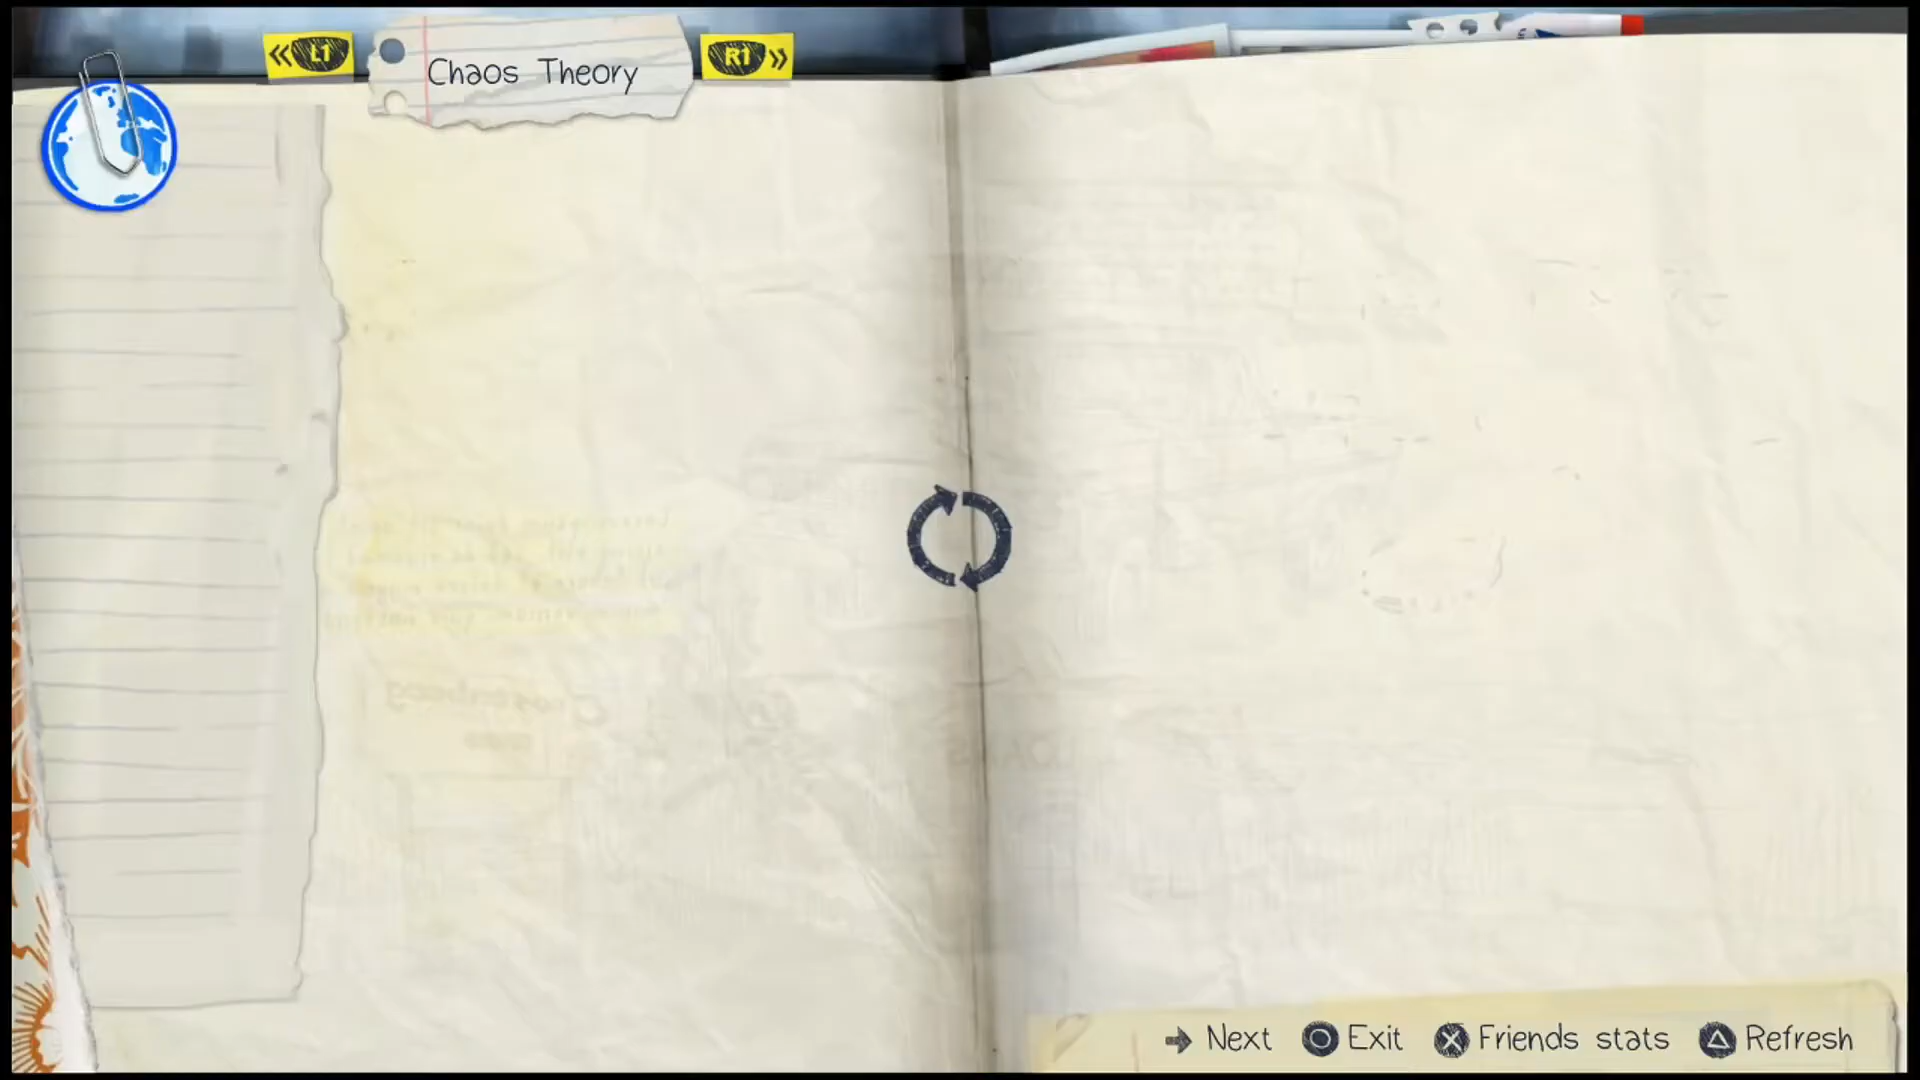 L1
Chaos Theory
R1
Next
Exit
Friends stats
Refresh